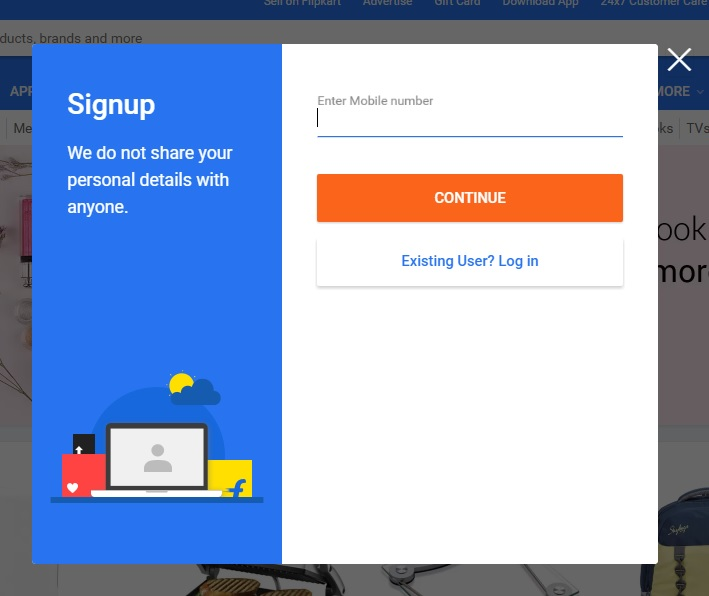 Sell on Flipkart Advertise Gift Card Download App 24x7 Customer Care
ducts, brands and more
MORE
Me
ks TVs
Signup
We do not share your
personal details with
anyone.
Enter Mobile number
CONTINUE
Existing User? Log in
ook
more